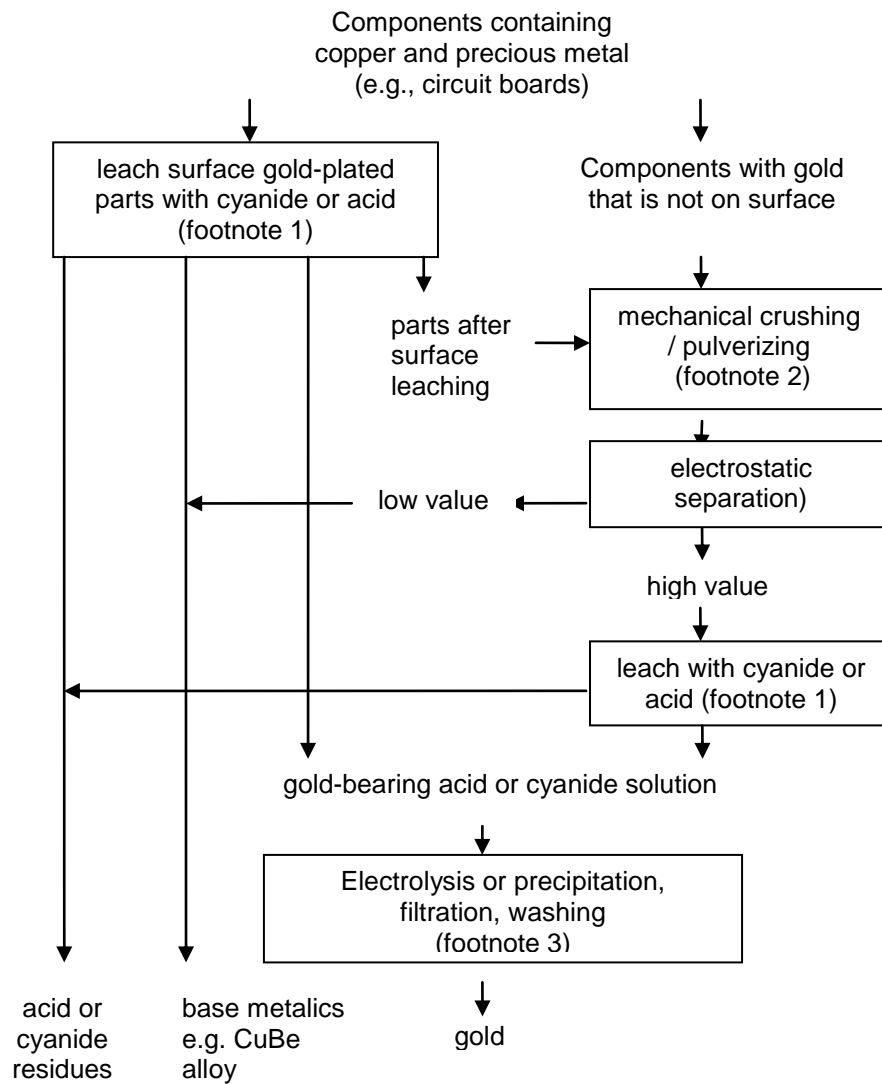 Components containing
copper and precious metal
(e.g., circuit boards)
leach surface gold-plated
parts with cyanide or acid
(footnote 1)
Components with gold
that is not on surface
parts after
surface
leaching
mechanical crushing
/ pulverizing
(footnote 2)
electrostatic
separation)
low value
high value
leach with cyanide or
acid (footnote 1)
gold-bearing acid or cyanide solution
Electrolysis or precipitation,
filtration, washing
(footnote 3)
acid or
cyanide
residues
base metalics
e.g. CuBe
alloy
gold